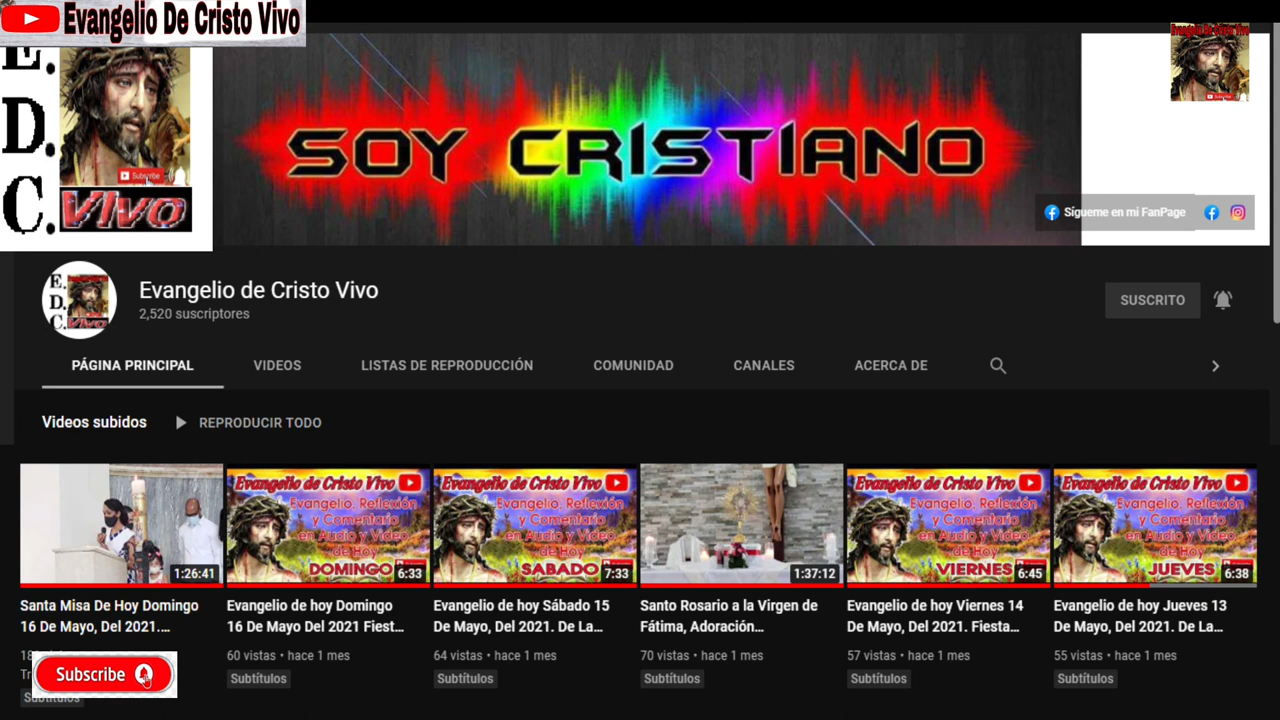 Evangelio De Cristo Vivo
E.
D.
C.
Subscribe
Vivo
SOY CRISTIANO
Evangelio De Cristo Vivo
Subscribe
Sígueme en mi FanPage
E.
D.
C. Vivo
Evangelio de Cristo Vivo
2,520 suscriptores
SUSCRITO
PÁGINA PRINCIPAL VIDEOS LISTAS DE REPRODUCCIÓN COMUNIDAD CANALES ACERCA DE
Videos subidos REPRODUCIR TODO
1:26:41
Santa Misa De Hoy Domingo
16 De Mayo, Del 2021....
Subtítulos
Evangelio de Cristo Vivo
Evangelio, Reflexión
y Comentario
en Audio y Video
de Hoy
DOMINGO 6:33
Evangelio de hoy Domingo
16 De Mayo Del 2021 Fiest...
60 vistas • hace 1 mes
Subtítulos
Evangelio de Cristo Vivo
Evangelio, Reflexión
y Comentario
en Audio y Video
de Hoy
SABADO 7:33
Evangelio de hoy Sábado 15
De Mayo, Del 2021. De La...
64 vistas • hace 1 mes
Subtítulos
1:37:12
Santo Rosario a la Virgen de
Fátima, Adoración...
70 vistas • hace 1 mes
Subtítulos
Evangelio de Cristo Vivo
Evangelio, Reflexión
y Comentario
en Audio y Video
de Hoy
VIERNES 6:45
Evangelio de hoy Viernes 14
De Mayo, Del 2021. Fiesta...
57 vistas • hace 1 mes
Subtítulos
Evangelio de Cristo Vivo
Evangelio, Reflexión
y Comentario
en Audio y Video
de Hoy
JUEVES 6:38
Evangelio de hoy Jueves 13
De Mayo, Del 2021. De La...
55 vistas • hace 1 mes
Subtítulos
Subscribe